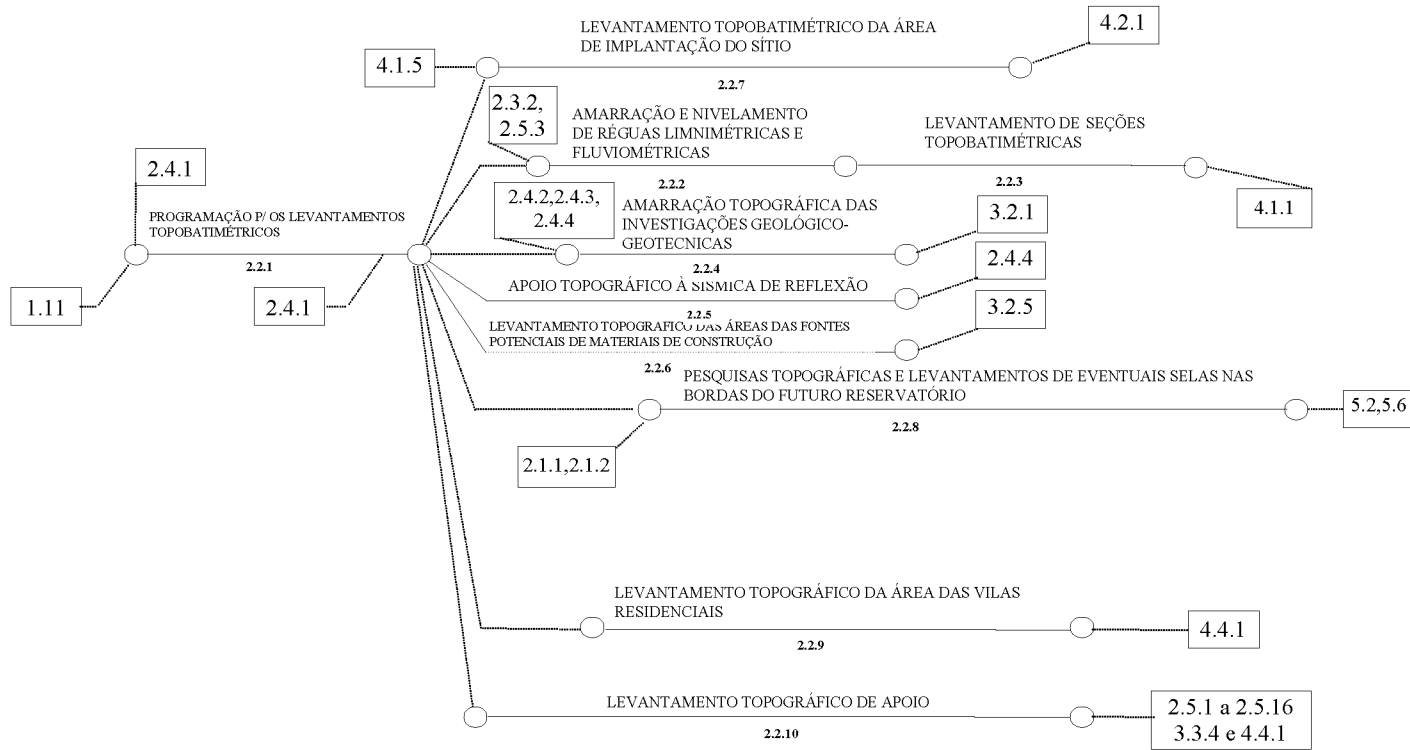 LEVANTAMENTO TOPOBATIMÉTRICO DA ÁREA
DE IMPLANTAÇÃO DO SÍTIO
4.2.1
4.1.5
2.2.7
2.3.2,
2.5.3
AMARRAÇÃO E NIVELAMENTO
DE RÉGUAS LIMNIMÉTRICAS E
FLUVIOMÉTRICAS
LEVANTAMENTO DE SEÇÕES
TOPOBATIMÉTRICAS
2.2.2
2.2.3
4.1.1
2.4.1
PROGRAMAÇÃO P/ OS LEVANTAMENTOS
TOPOBATIMÉTRICOS
2.2.1
1.11
2.4.1
2.4.2,2.4.3,
2.4.4
AMARRAÇÃO TOPOGRÁFICA DAS
INVESTIGAÇÕES GEOLÓGICO-
GEOTECNICAS
3.2.1
2.2.4
APOIO TOPOGRÁFICO À SÍSMICA DE REFLEXÃO
2.4.4
2.2.5
LEVANTAMENTO TOPOGRÁFICO DAS ÁREAS DAS FONTES
POTENCIAIS DE MATERIAIS DE CONSTRUÇÃO
3.2.5
2.2.6
PESQUISAS TOPOGRÁFICAS E LEVANTAMENTOS DE EVENTUAIS SELAS NAS
BORDAS DO FUTURO RESERVATÓRIO
5.2,5.6
2.2.8
2.1.1,2.1.2
LEVANTAMENTO TOPOGRÁFICO DA ÁREA DAS VILAS
RESIDENCIAIS
4.4.1
2.2.9
LEVANTAMENTO TOPOGRÁFICO DE APOIO
2.2.10
2.5.1 a 2.5.16
3.3.4 e 4.4.1